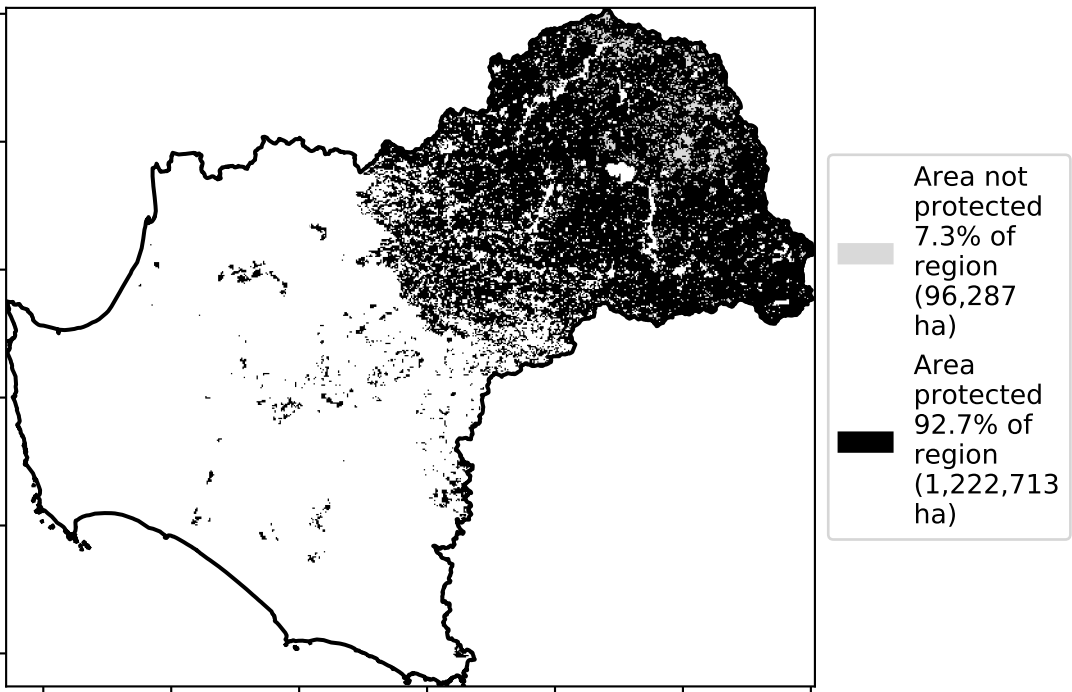 Area not
protected
7.3% of
region
(96,287
ha)
Area
protected
92.7% of
region
(1,222,713
ha)